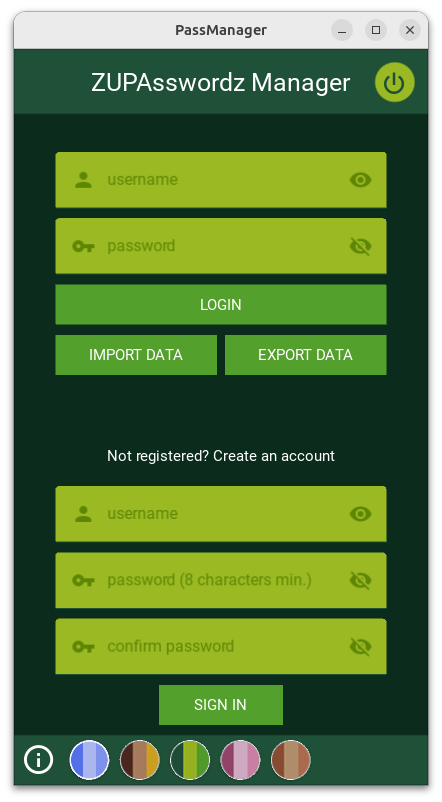 PassManager
ZUPAsswordz Manager
username
password
LOGIN
IMPORT DATA EXPORT DATA
Not registered? Create an account
username
password (8 characters min.)
confirm password
SIGN IN